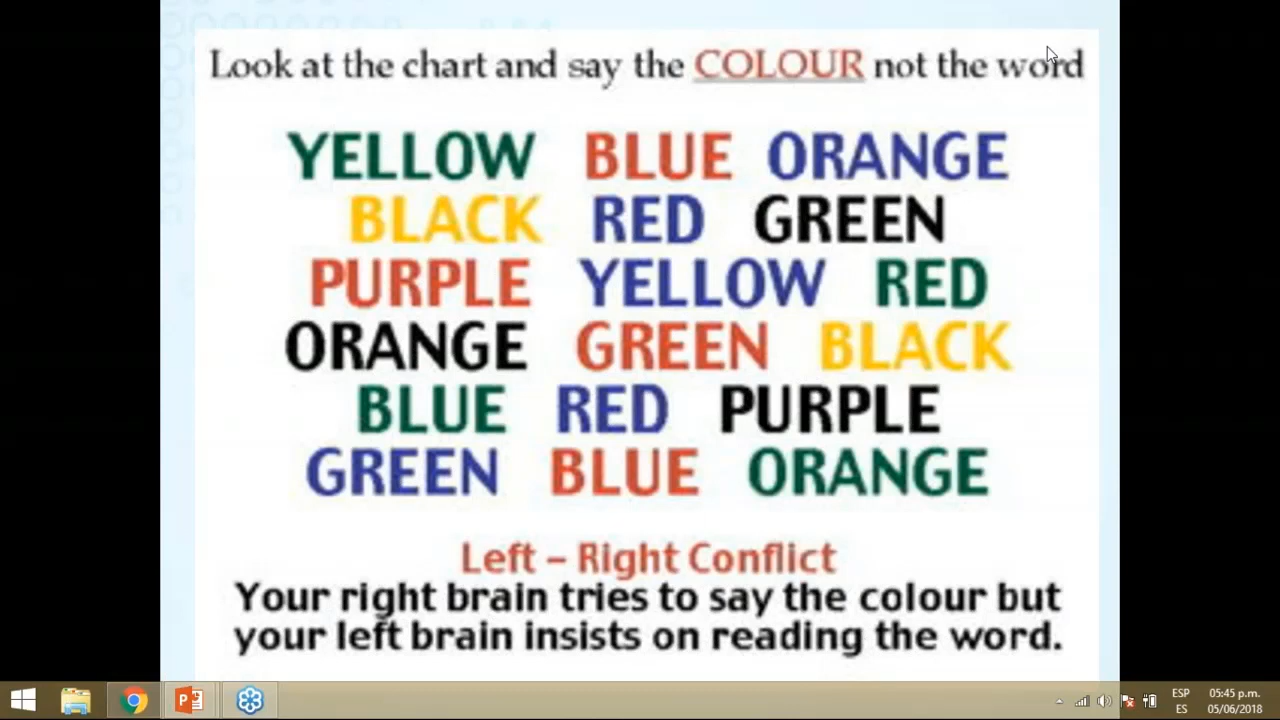 Look at the chart and say the COLOUR not the word
YELLOW BLUE ORANGE
BLACK RED GREEN
PURPLE YELLOW RED
ORANGE GREEN BLACK
BLUE RED PURPLE
GREEN BLUE ORANGE
Left – Right Conflict
Your right brain tries to say the colour but
your left brain insists on reading the word.
ESP 05:45 p.m.
ES 05/06/2018